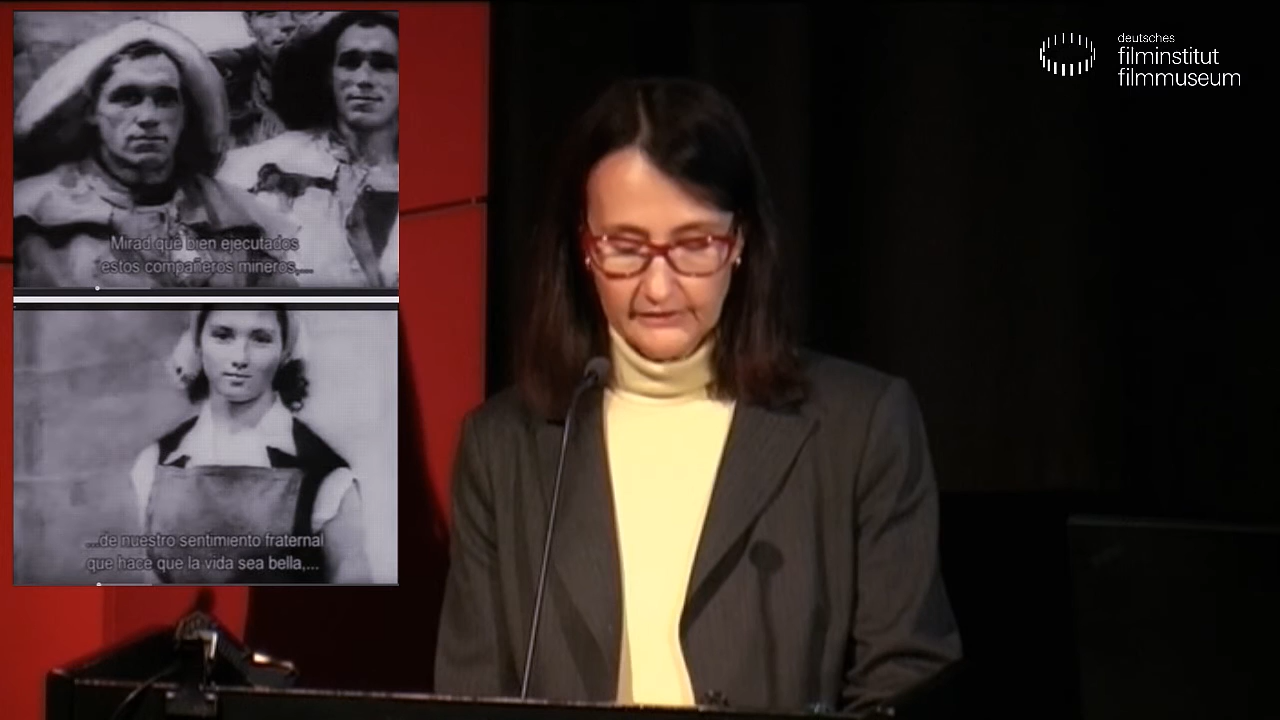 Mirad que bien ejecutados
estos compañeros mineros,...
...de nuestro sentimiento fraternal
que hace que la vida sea bella,...
deutsches
filminstitut
filmmuseum